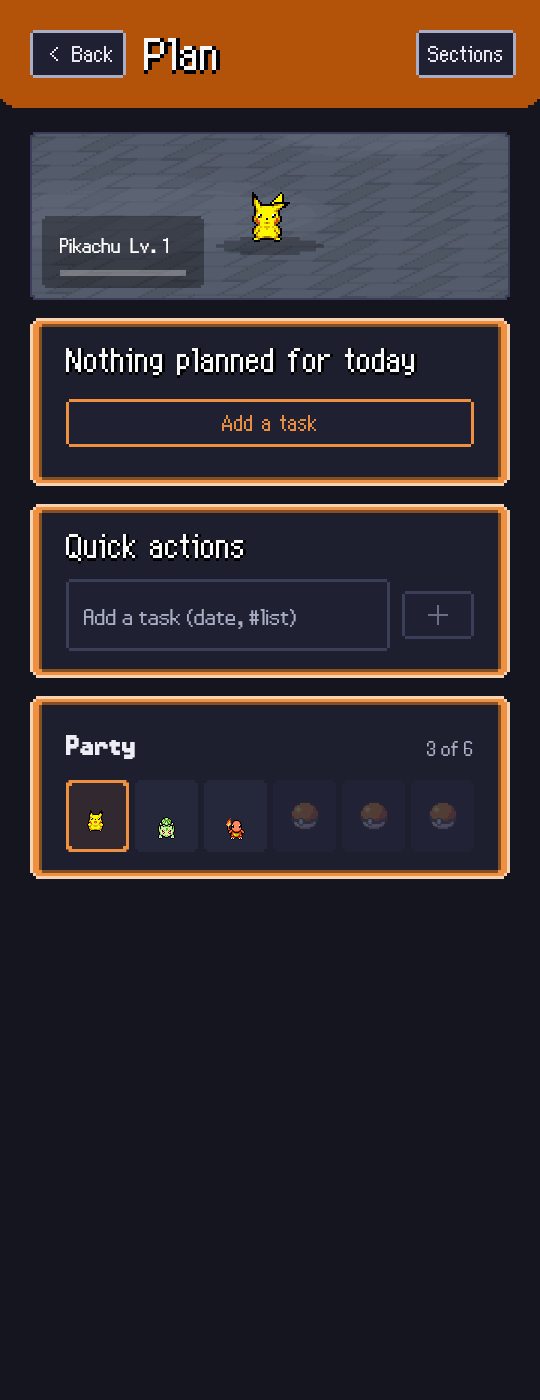 Back
Plan
Sections
Pikachu Lv.1
Nothing planned for today
Add a task
Quick actions
Add a task (date, #list)
Party
3 of 6